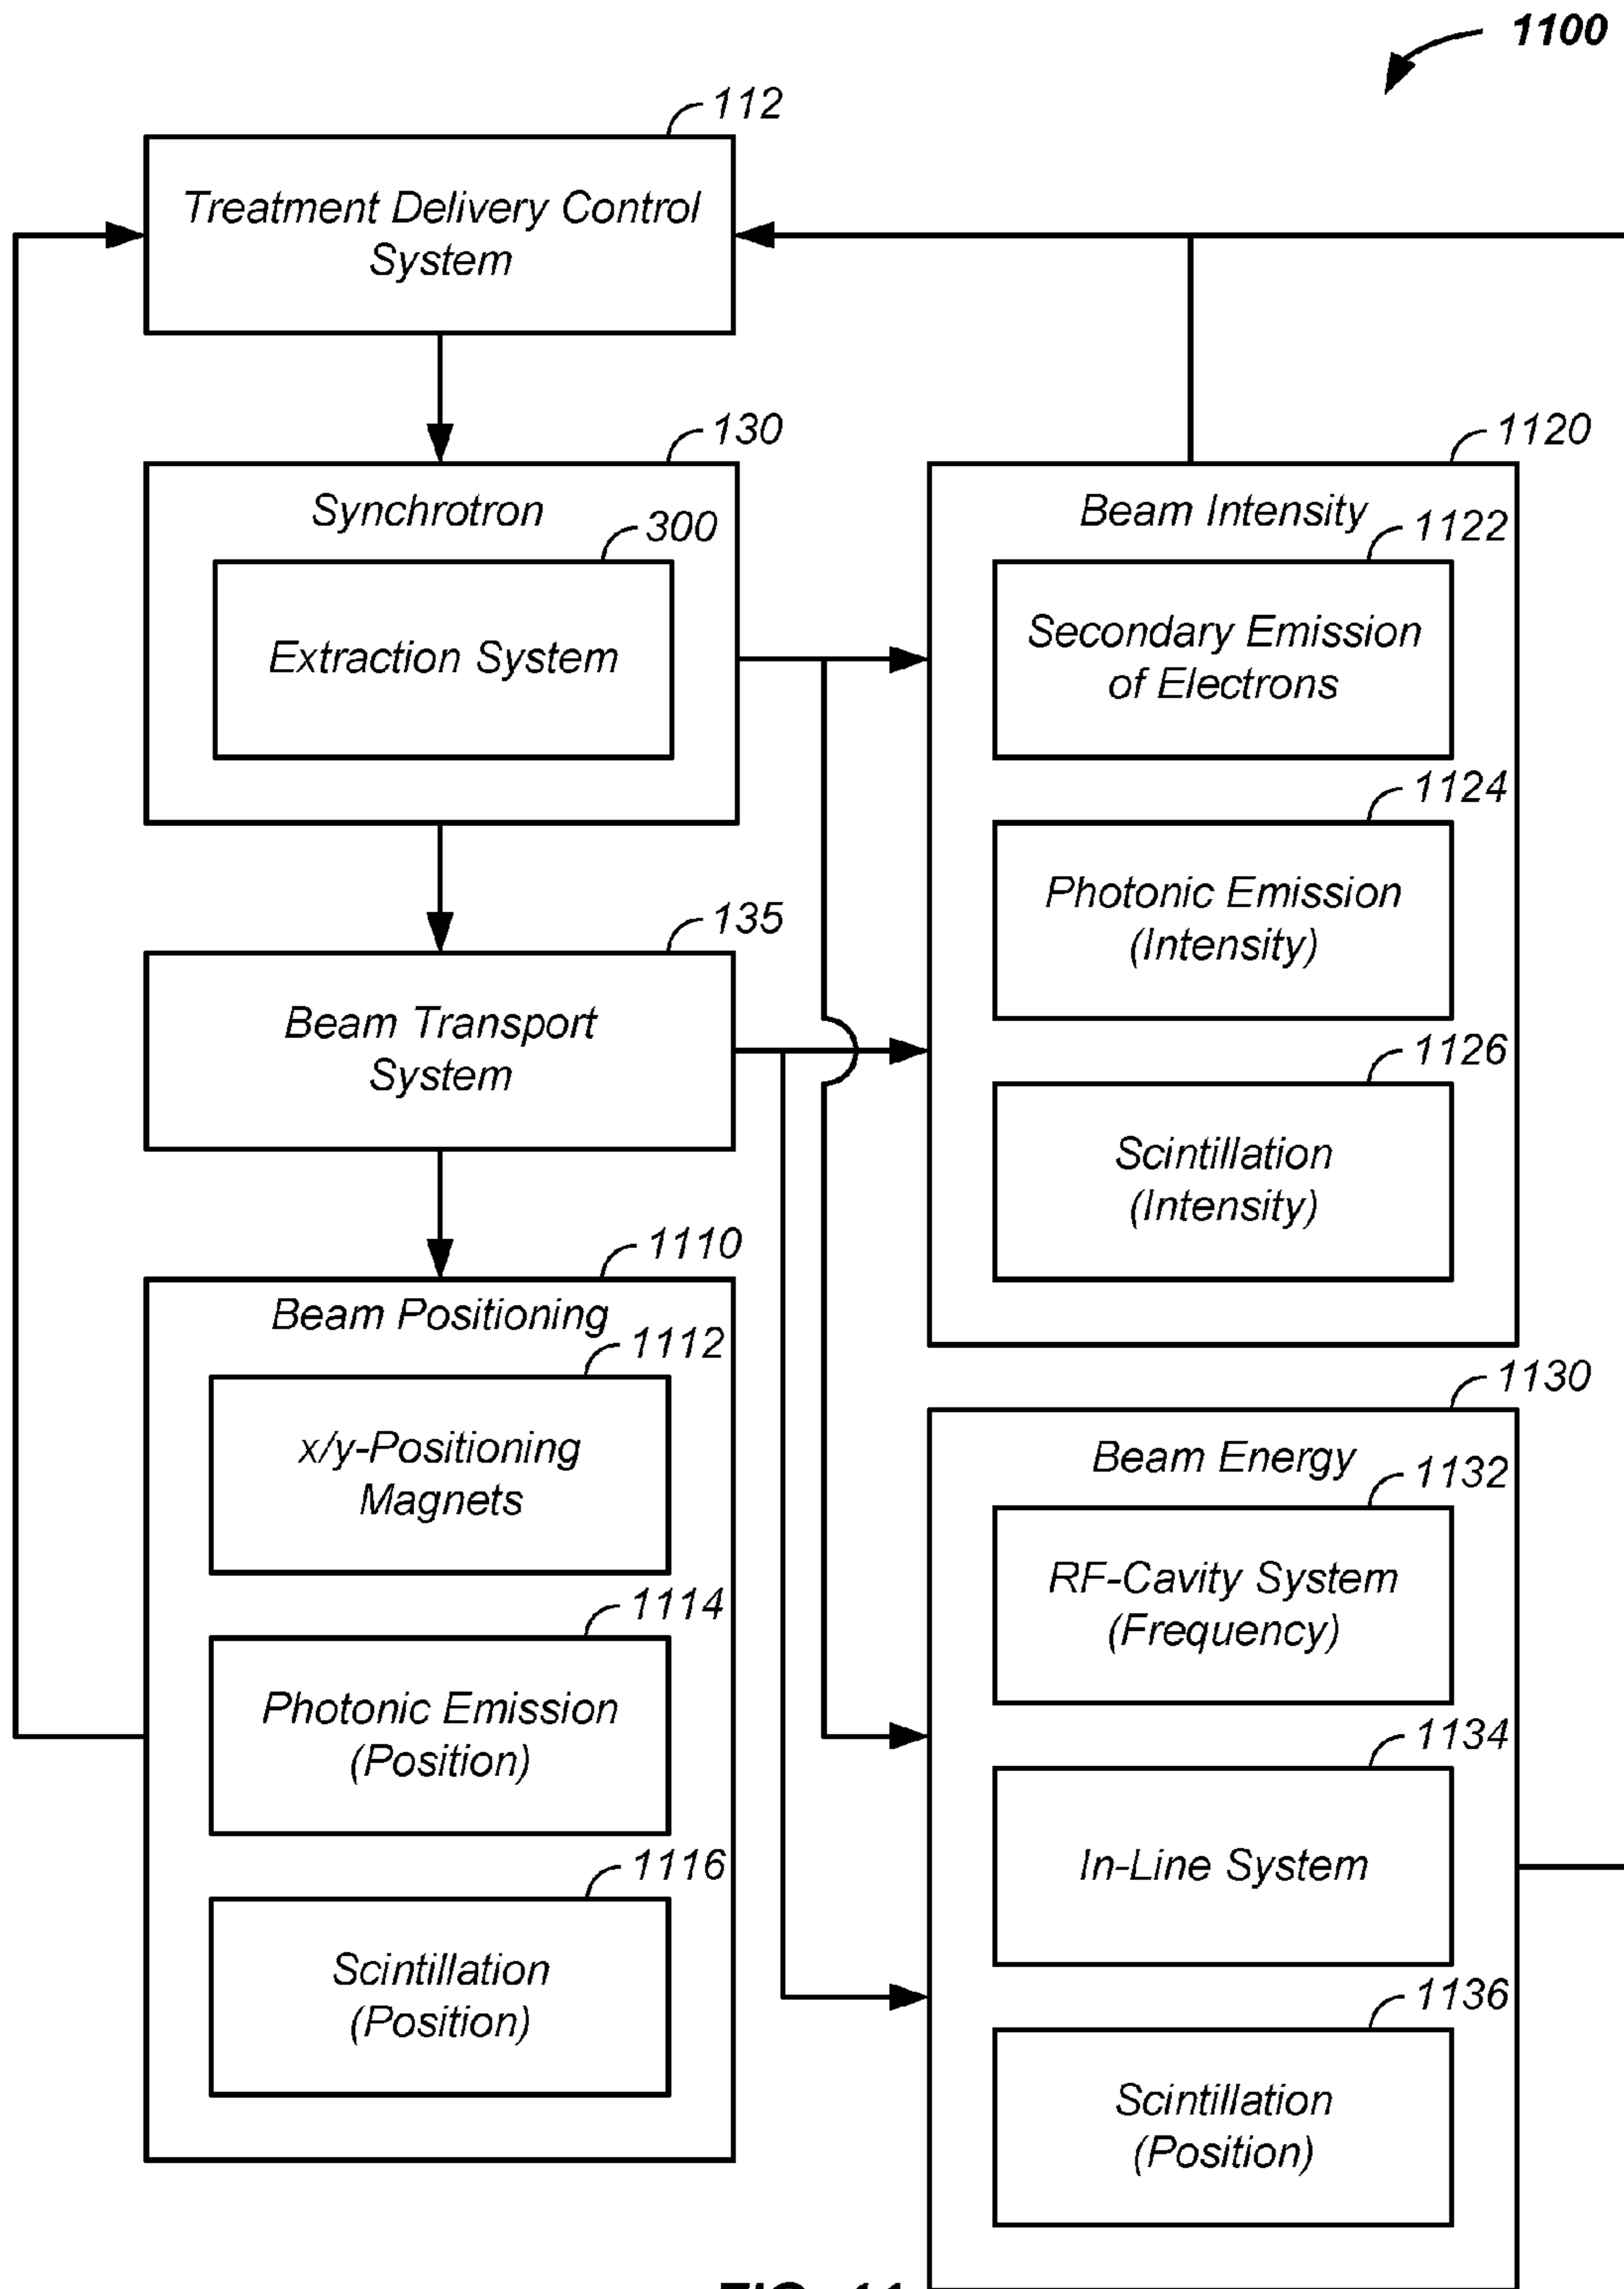 1100
112
Treatment Delivery Control
System
130
Synchrotron
300
Extraction System
135
Beam Transport
System
1110
Beam Positioning
1112
x/y-Positioning
Magnets
1114
Photonic Emission
(Position)
1116
Scintillation
(Position)
1120
Beam Intensity
1122
Secondary Emission
of Electrons
1124
Photonic Emission
(Intensity)
1126
Scintillation
(Intensity)
1130
Beam Energy
1132
RF-Cavity System
(Frequency)
1134
In-Line System
1136
Scintillation
(Position)